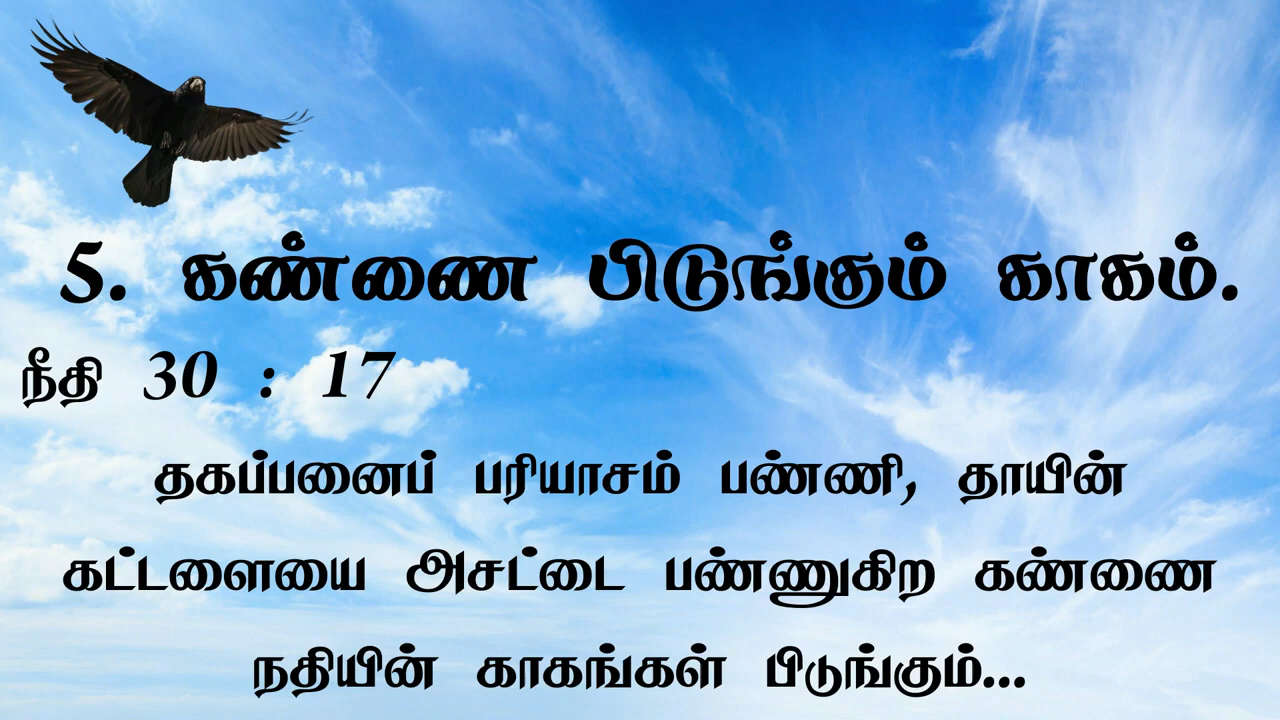 5. கண்ணை பிடுங்கும் காகம்.
நீதி 30 : 17
தகப்பனைப் பரியாசம் பண்ணி, தாயின்
கட்டளையை அசட்டை பண்ணுகிற கண்ணை
நதியின் காகங்கள் பிடுங்கும்...